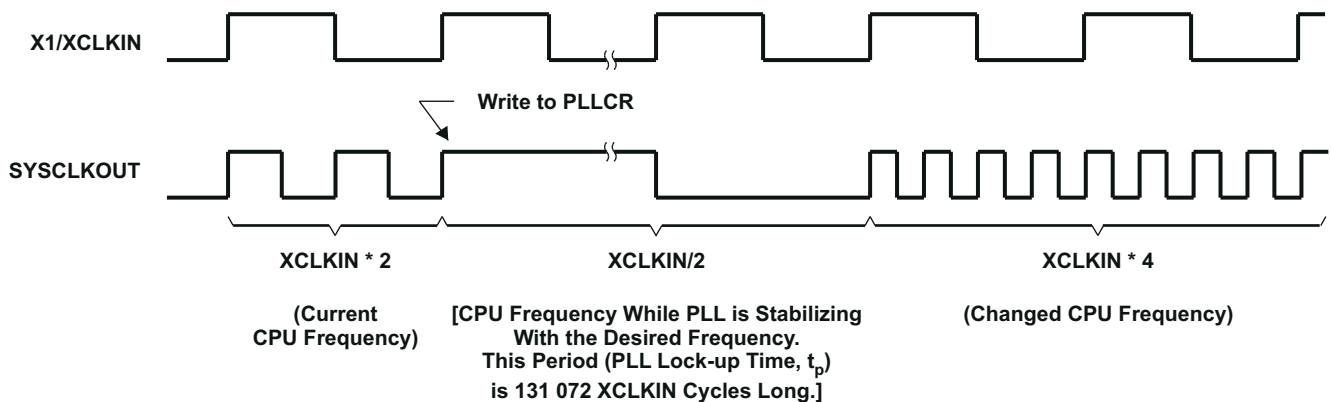 X1/XCLKIN
Write to PLLCR
SYSCLKOUT
XCLKIN * 2
XCLKIN/2
XCLKIN * 4
(Current
CPU Frequency)
[CPU Frequency While PLL is Stabilizing
With the Desired Frequency.
This Period (PLL Lock-up Time, tp)
is 131 072 XCLKIN Cycles Long.]
(Changed CPU Frequency)